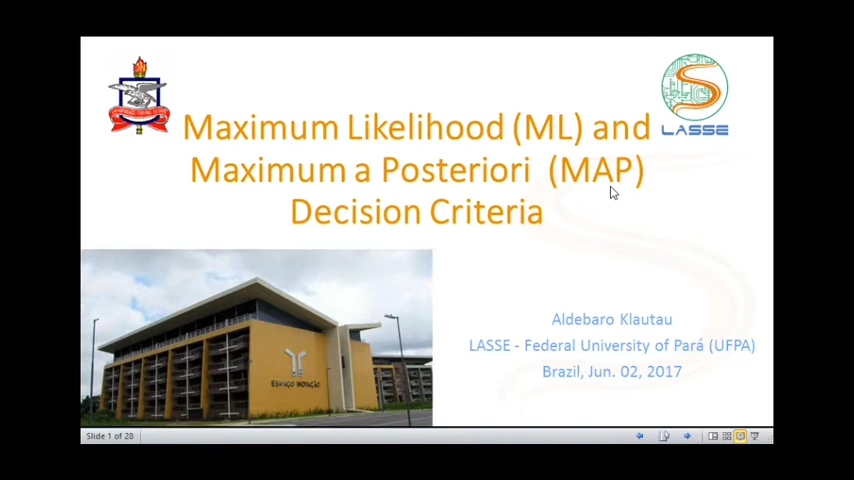 Maximum Likelihood (ML) and
Maximum a Posteriori (MAP)
Decision Criteria
LASSE
ESPAÇO INOVAÇÃO
Aldebaro Klautau
LASSE - Federal University of Pará (UFPA)
Brazil, Jun. 02, 2017
Slide 1 of 28